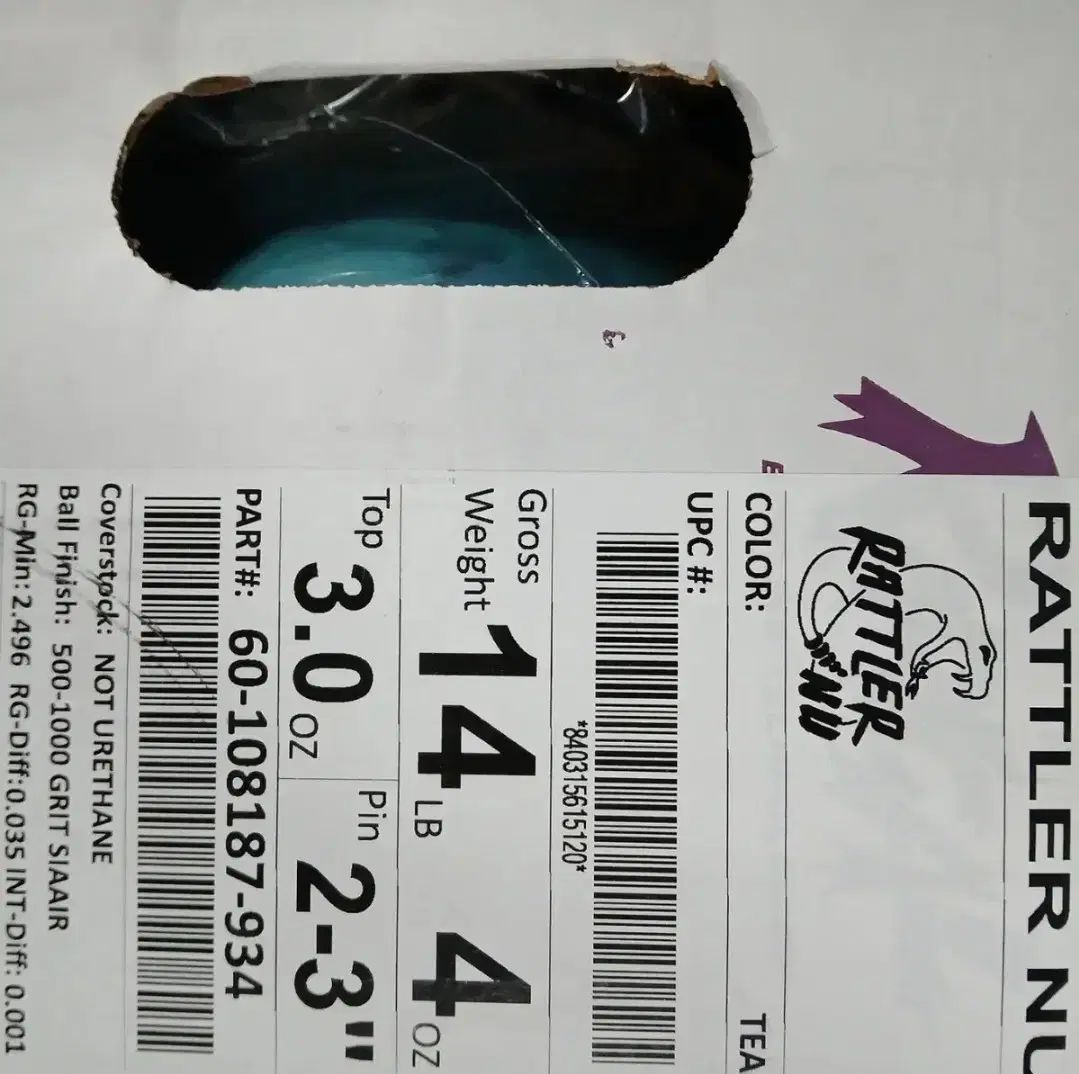 RATTLER NU
RATTLER
NU
COLOR: TEA
UPC #:
*840315615120*
Gross
Weight 14 LB 4 OZ
Top 3.0 OZ
Pin 2-3"
PART#: 60-108187-934
Coverstock: NOT URETHANE
Ball Finish: 500-1000 GRIT SIAAIR
RG-Min: 2.496 RG-Diff:0.035 INT-Diff: 0.001
E